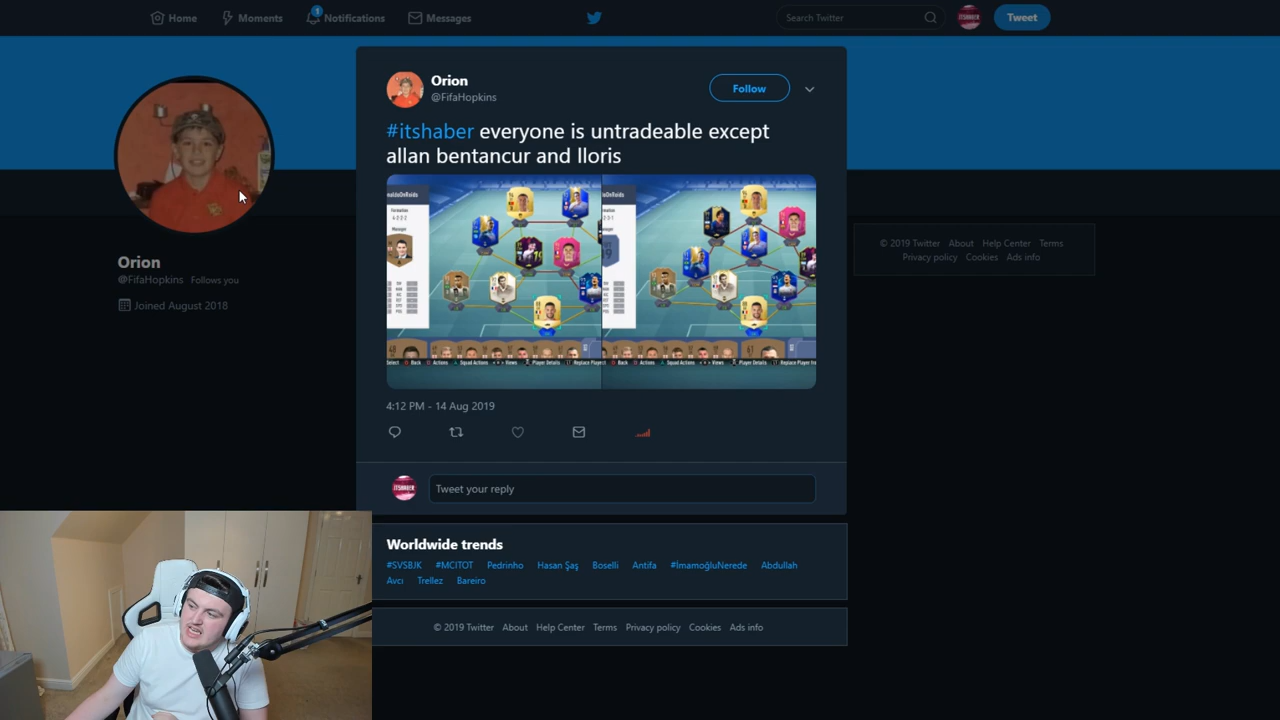 Home
Moments
1
Notifications
Messages
Search Twitter
Tweet
Orion
@FifaHopkins
Follow
#itshaber everyone is untradeable except
allan bentancur and lloris
4:12 PM - 14 Aug 2019
Tweet your reply
Orion
@FifaHopkins Follows you
Joined August 2018
© 2019 Twitter About Help Center Terms
Privacy policy Cookies Ads info
Worldwide trends
#SVSBJK #MCITOT Pedrinho Hasan Şaş Boselli Antifa #İmamoğluNerede Abdullah
Avcı Trellez Bareiro
© 2019 Twitter About Help Center Terms Privacy policy Cookies Ads info